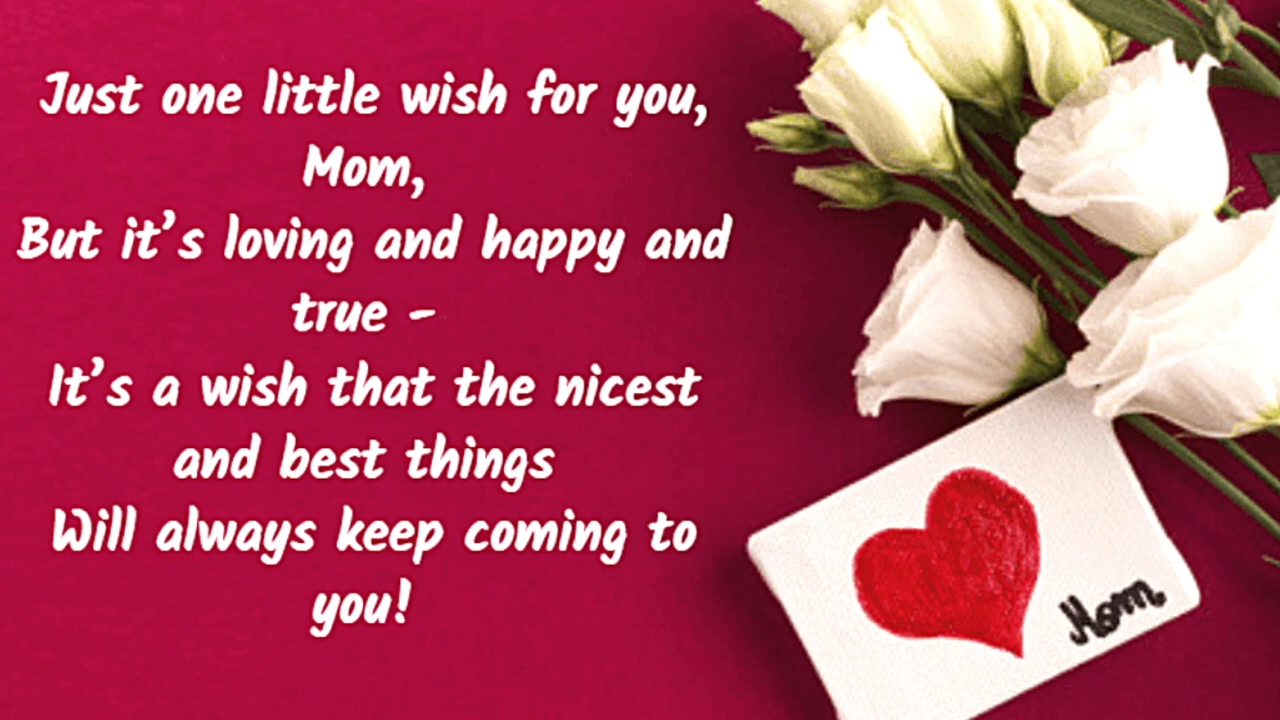 Just one little wish for you,
Mom,
But it’s loving and happy and
true -
It’s a wish that the nicest
and best things
Will always keep coming to
you!
Mom